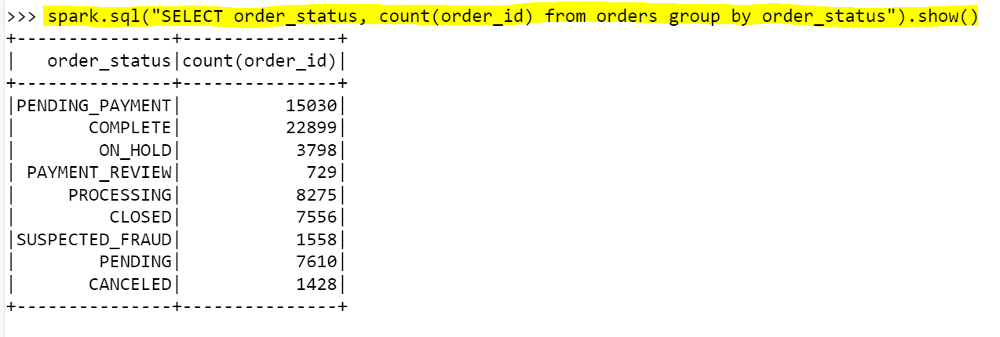 >>> spark.sql("SELECT order_status, count(order_id) from orders group by order_status").show()
+---------------+---------------+
|   order_status|count(order_id)|
+---------------+---------------+
|PENDING_PAYMENT|          15030|
|       COMPLETE|          22899|
|        ON_HOLD|           3798|
| PAYMENT_REVIEW|            729|
|     PROCESSING|           8275|
|         CLOSED|           7556|
|SUSPECTED_FRAUD|           1558|
|        PENDING|           7610|
|       CANCELED|           1428|
+---------------+---------------+